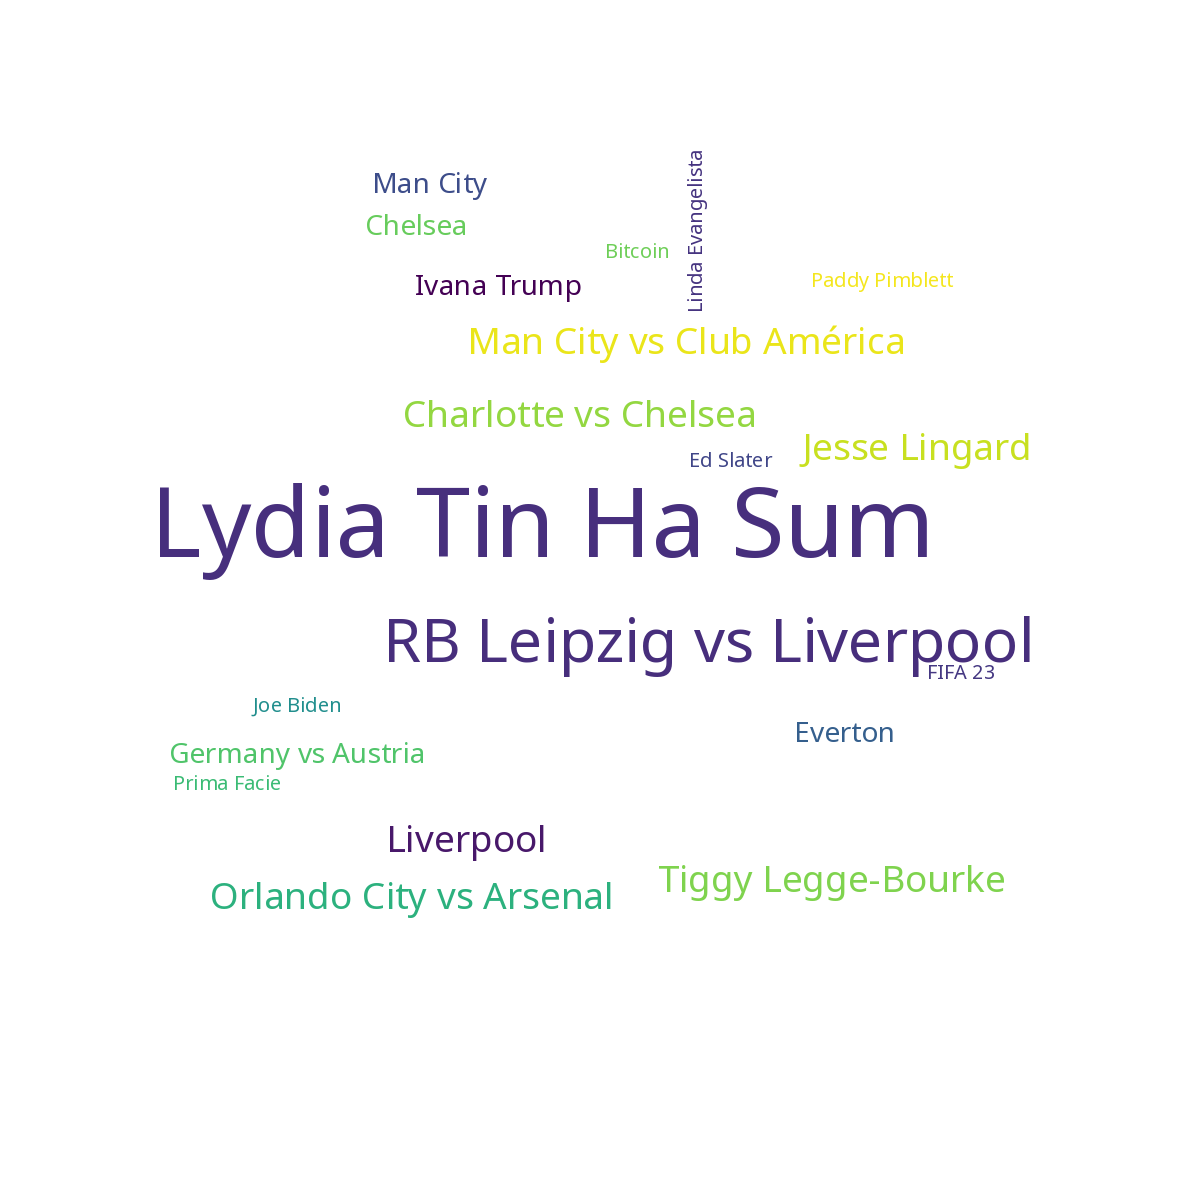 Linda Evangelista
Man City
Chelsea
Bitcoin
Paddy Pimblett
Ivana Trump
Man City vs Club América
Charlotte vs Chelsea
Jesse Lingard
Ed Slater
Lydia Tin Ha Sum
RB Leipzig vs Liverpool
FIFA 23
Joe Biden
Everton
Germany vs Austria
Prima Facie
Liverpool
Tiggy Legge-Bourke
Orlando City vs Arsenal